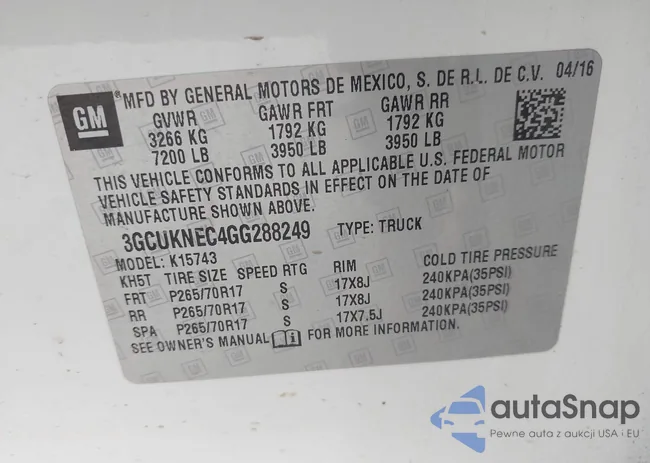 GM ® MFD BY GENERAL MOTORS DE MEXICO, S. DE R.L. DE C.V. 04/16
GVWR GAWR FRT GAWR RR
3266 KG 1792 KG 1792 KG
7200 LB 3950 LB 3950 LB
THIS VEHICLE CONFORMS TO ALL APPLICABLE U.S. FEDERAL MOTOR
VEHICLE SAFETY STANDARDS IN EFFECT ON THE DATE OF
MANUFACTURE SHOWN ABOVE.
3GCUKNEC4GG288249 TYPE: TRUCK
MODEL: K15743
KH5T TIRE SIZE SPEED RTG RIM COLD TIRE PRESSURE
FRT P265/70R17 S 17X8J 240KPA(35PSI)
RR P265/70R17 S 17X8J 240KPA(35PSI)
SPA P265/70R17 S 17X7.5J 240KPA(35PSI)
SEE OWNER'S MANUAL FOR MORE INFORMATION.
autaSnap
Pewne auta z aukcji USA i EU